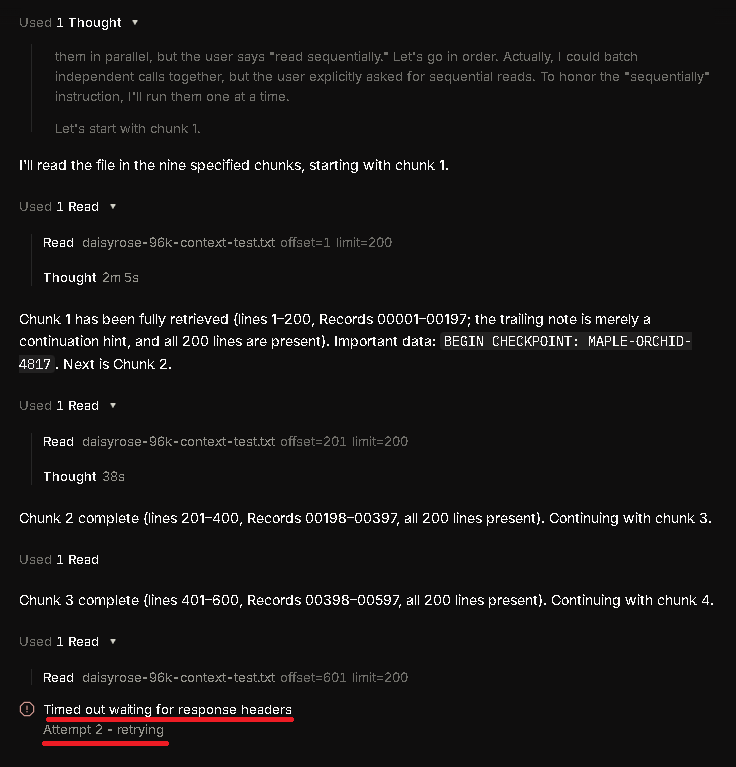 Used 1 Thought ▼
them in parallel, but the user says "read sequentially." Let's go in order. Actually, I could batch
independent calls together, but the user explicitly asked for sequential reads. To honor the "sequentially"
instruction, I'll run them one at a time.
Let's start with chunk 1.
I'll read the file in the nine specified chunks, starting with chunk 1.
Used 1 Read ▼
Read daisyrose-96k-context-test.txt offset=1 limit=200
Thought 2m 5s
Chunk 1 has been fully retrieved (lines 1–200, Records 00001–00197; the trailing note is merely a
continuation hint, and all 200 lines are present). Important data: BEGIN CHECKPOINT: MAPLE-ORCHID-
4817. Next is Chunk 2.
Used 1 Read ▼
Read daisyrose-96k-context-test.txt offset=201 limit=200
Thought 38s
Chunk 2 complete (lines 201–400, Records 00198–00397, all 200 lines present). Continuing with chunk 3.
Used 1 Read
Chunk 3 complete (lines 401–600, Records 00398–00597, all 200 lines present). Continuing with chunk 4.
Used 1 Read ▼
Read daisyrose-96k-context-test.txt offset=601 limit=200
Timed out waiting for response headers
Attempt 2 - retrying